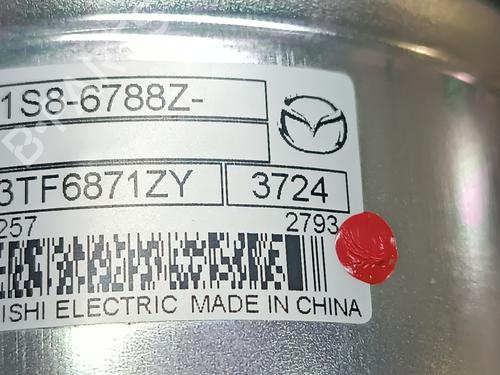 1S8-6788Z-
3TF6871ZY 3724
257 2793
ISHI ELECTRIC MADE IN CHINA